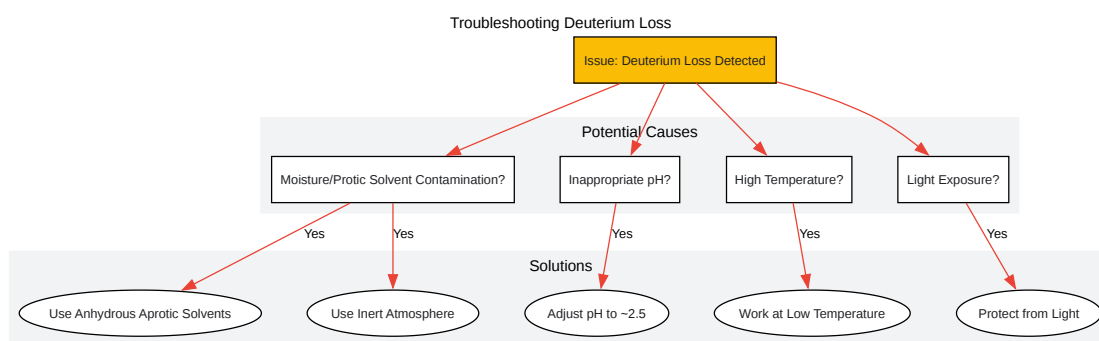 Troubleshooting Deuterium Loss
Issue: Deuterium Loss Detected
Potential Causes
Moisture/Protic Solvent Contamination?
Inappropriate pH?
High Temperature?
Light Exposure?
Yes
Yes
Yes
Yes
Yes
Solutions
Use Anhydrous Aprotic Solvents
Use Inert Atmosphere
Adjust pH to ~2.5
Work at Low Temperature
Protect from Light